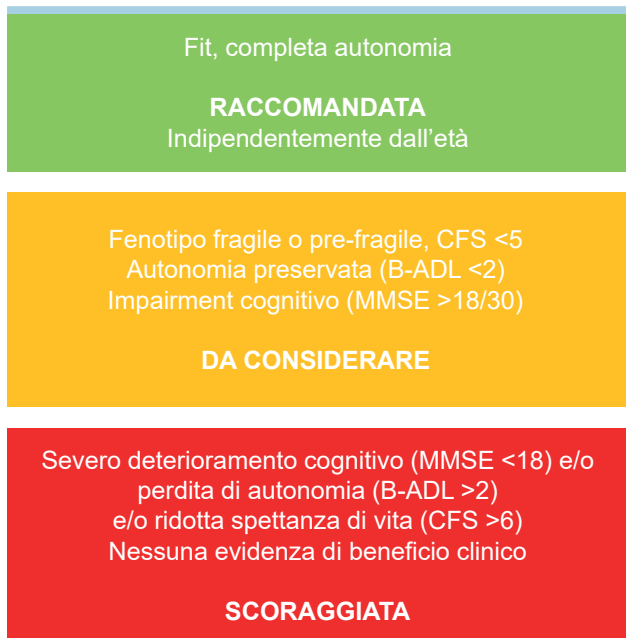 Fit, completa autonomia
RACCOMANDATA
Indipendentemente dall'età
Fenotipo fragile o pre-fragile, CFS <5
Autonomia preservata (B-ADL <2)
Impairment cognitivo (MMSE >18/30)
DA CONSIDERARE
Severo deterioramento cognitivo (MMSE <18) e/o
perdita di autonomia (B-ADL >2)
e/o ridotta spettanza di vita (CFS >6)
Nessuna evidenza di beneficio clinico
SCORAGGIATA